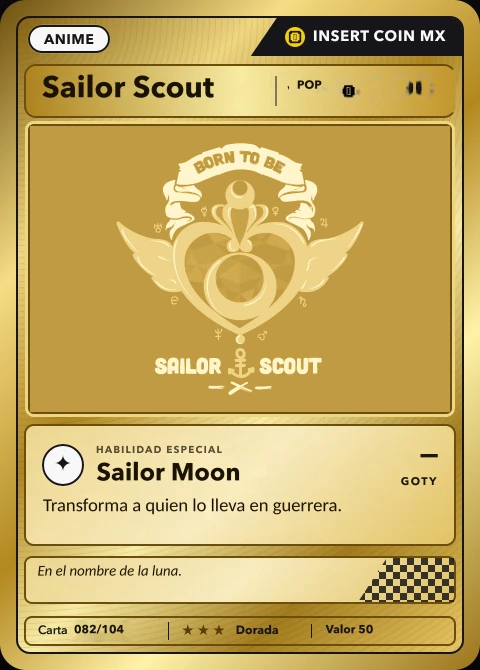 ANIME
INSERT COIN MX
Sailor Scout
POP
BORN TO BE
SAILOR SCOUT
HABILIDAD ESPECIAL
Sailor Moon
GOTY
Transforma a quien lo lleva en guerrera.
En el nombre de la luna.
Carta 082/104
★★★ Dorada
Valor 50